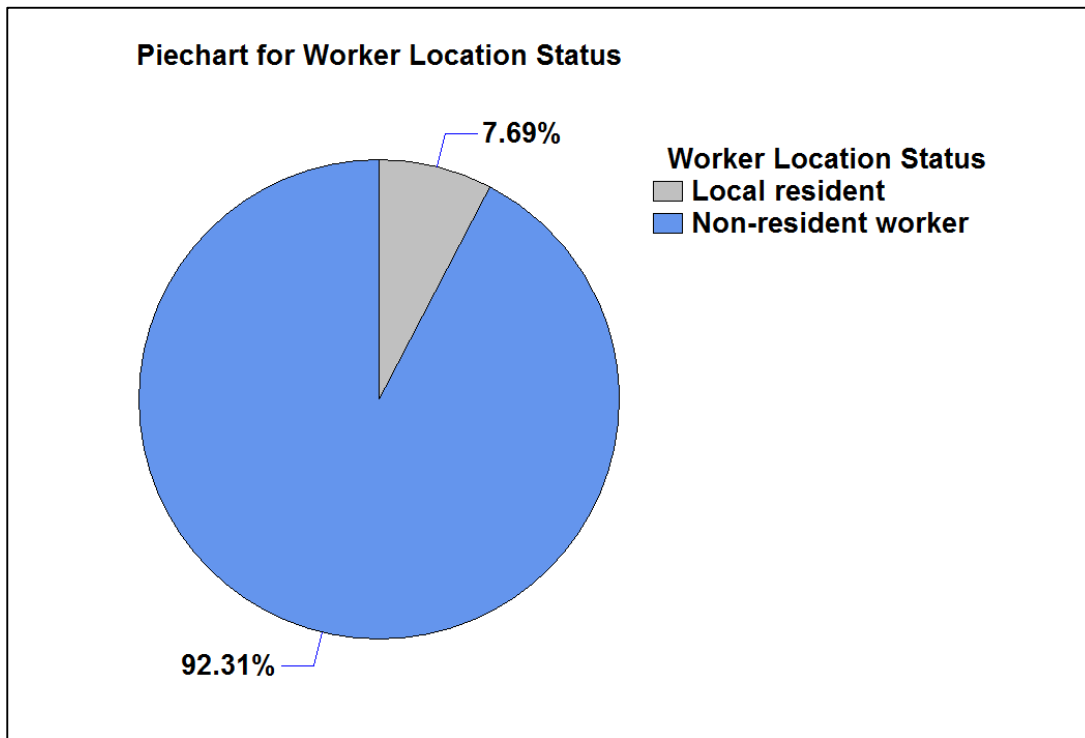 Piechart for Worker Location Status
7.69%
Worker Location Status
Local resident
Non-resident worker
92.31%